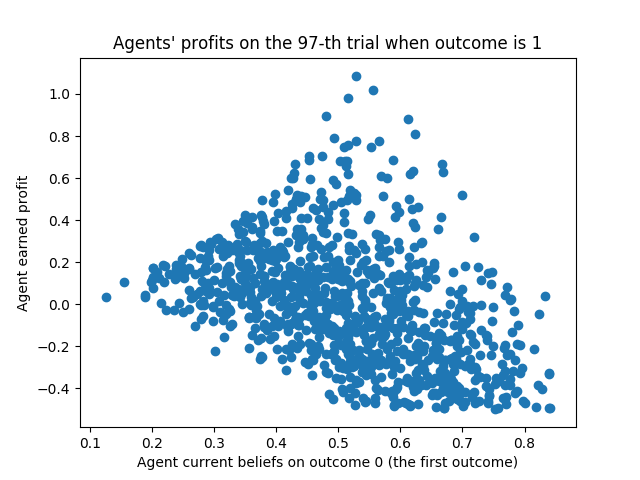 Agents' profits on the 97-th trial when outcome is 1
1.0
0.8
0.6
0.4
0.2
0.0
−0.2
−0.4
Agent earned profit
0.1 0.2 0.3 0.4 0.5 0.6 0.7 0.8
Agent current beliefs on outcome 0 (the first outcome)